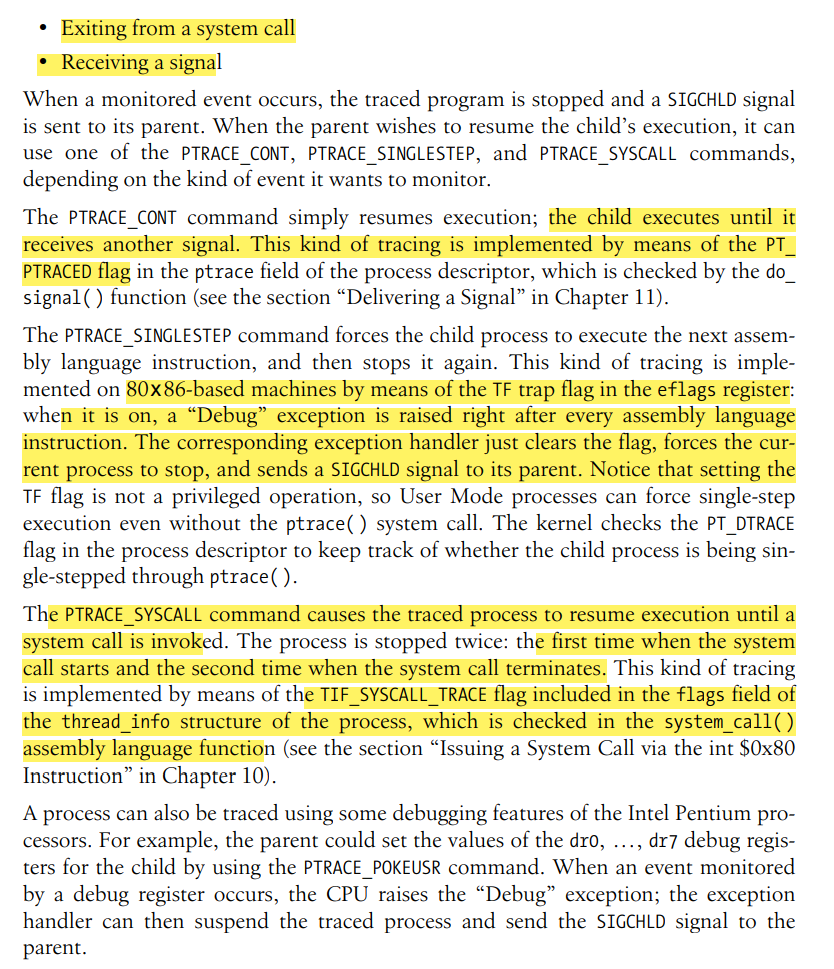 • Exiting from a system call
• Receiving a signal
When a monitored event occurs, the traced program is stopped and a SIGCHLD signal
is sent to its parent. When the parent wishes to resume the child’s execution, it can
use one of the PTRACE_CONT, PTRACE_SINGLESTEP, and PTRACE_SYSCALL commands,
depending on the kind of event it wants to monitor.
The PTRACE_CONT command simply resumes execution; the child executes until it
receives another signal. This kind of tracing is implemented by means of the PT_
PTRACED flag in the ptrace field of the process descriptor, which is checked by the do_
signal() function (see the section “Delivering a Signal” in Chapter 11).
The PTRACE_SINGLESTEP command forces the child process to execute the next assem-
bly language instruction, and then stops it again. This kind of tracing is imple-
mented on 80x86-based machines by means of the TF trap flag in the eflags register:
when it is on, a “Debug” exception is raised right after every assembly language
instruction. The corresponding exception handler just clears the flag, forces the cur-
rent process to stop, and sends a SIGCHLD signal to its parent. Notice that setting the
TF flag is not a privileged operation, so User Mode processes can force single-step
execution even without the ptrace() system call. The kernel checks the PT_DTRACE
flag in the process descriptor to keep track of whether the child process is being sin-
gle-stepped through ptrace().
The PTRACE_SYSCALL command causes the traced process to resume execution until a
system call is invoked. The process is stopped twice: the first time when the system
call starts and the second time when the system call terminates. This kind of tracing
is implemented by means of the TIF_SYSCALL_TRACE flag included in the flags field of
the thread_info structure of the process, which is checked in the system_call()
assembly language function (see the section “Issuing a System Call via the int $0x80
Instruction” in Chapter 10).
A process can also be traced using some debugging features of the Intel Pentium pro-
cessors. For example, the parent could set the values of the dr0, …, dr7 debug regis-
ters for the child by using the PTRACE_POKEUSR command. When an event monitored
by a debug register occurs, the CPU raises the “Debug” exception; the exception
handler can then suspend the traced process and send the SIGCHLD signal to the
parent.